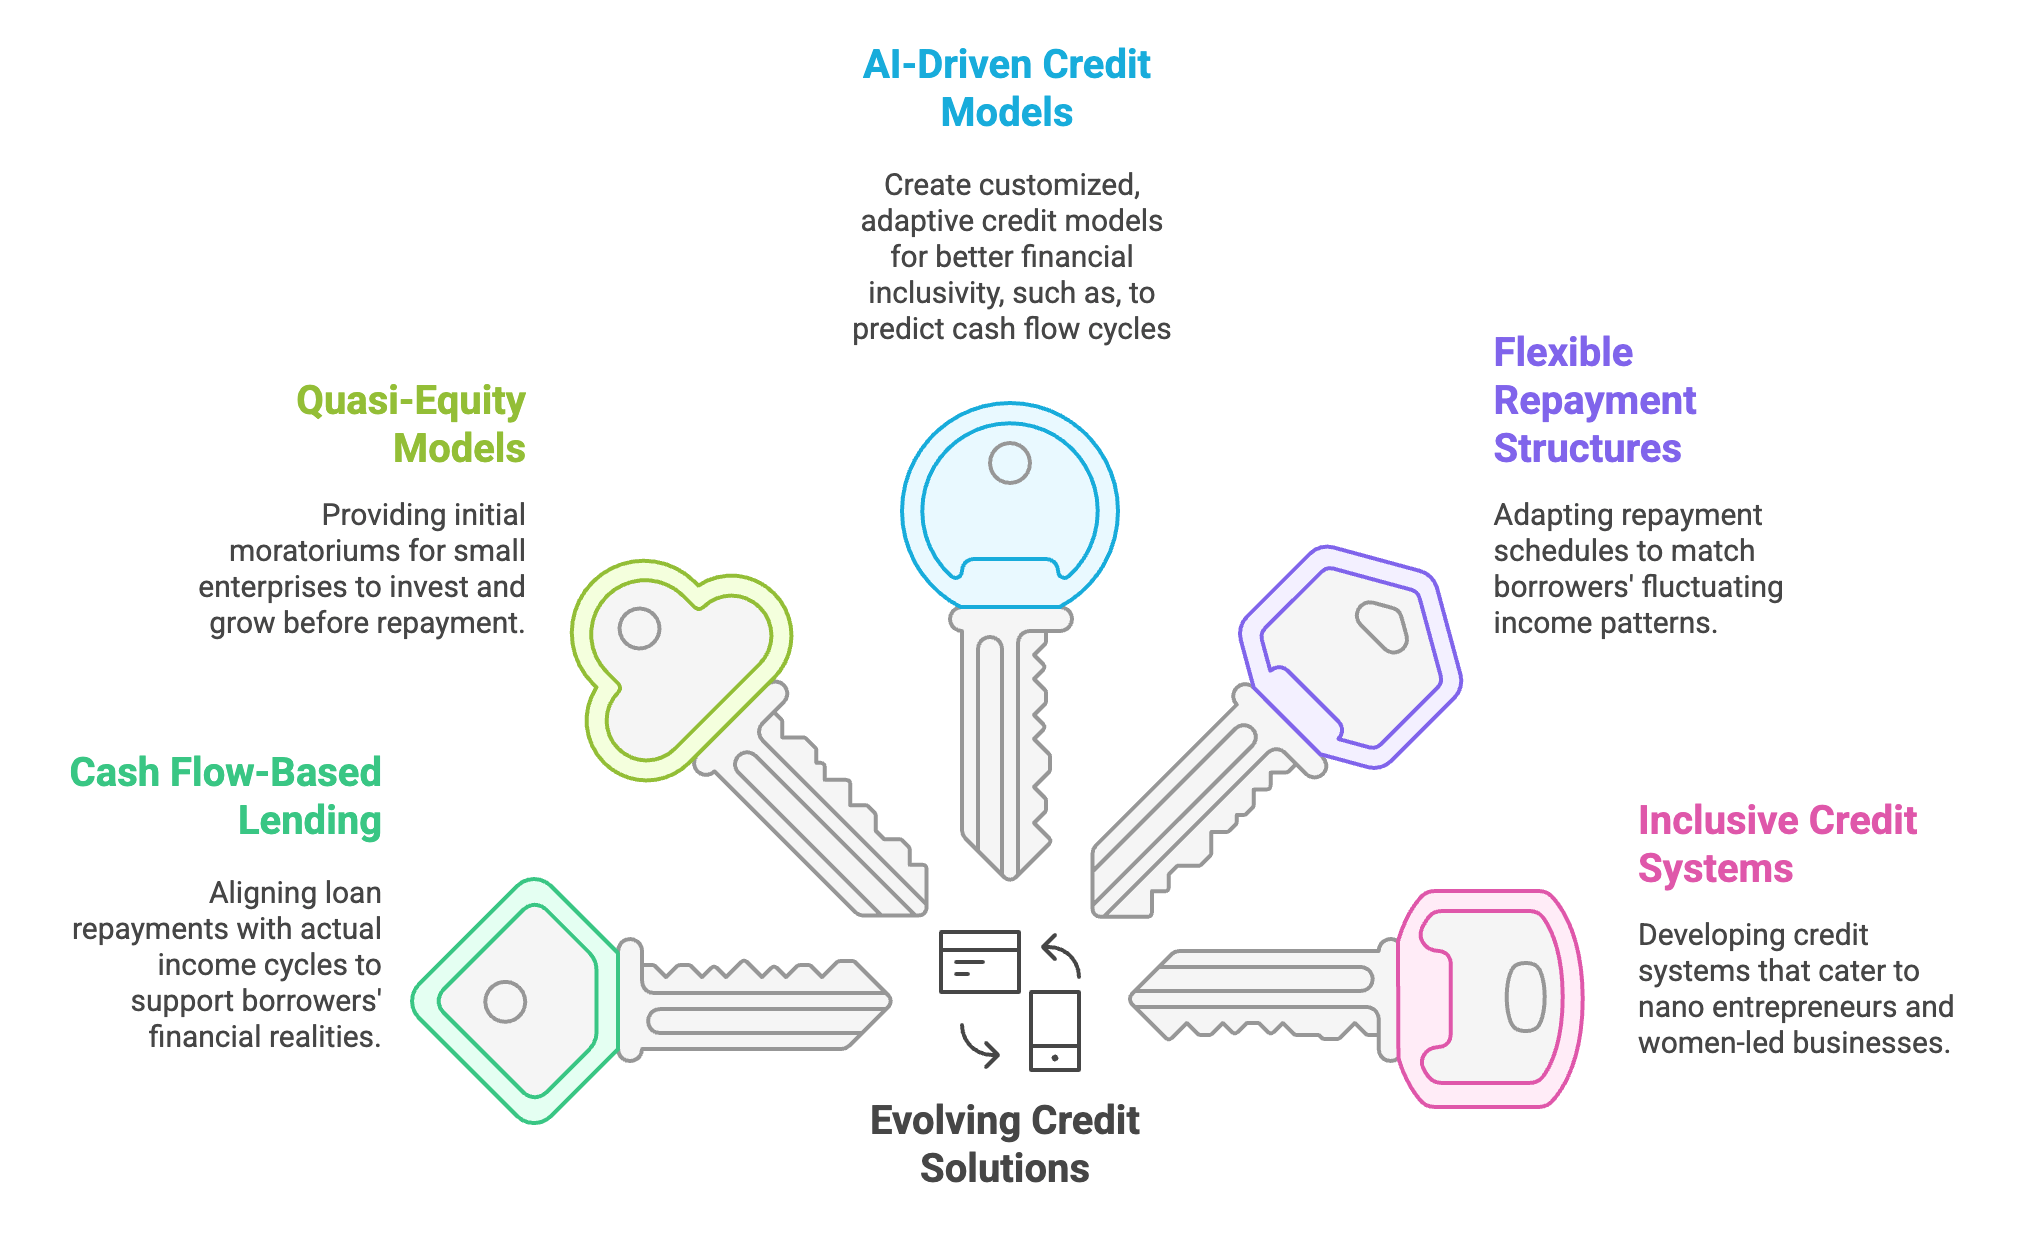 AI-Driven Credit
Models
Create customized,
adaptive credit models
for better financial
inclusivity, such as, to
predict cash flow cycles
Quasi-Equity
Models
Providing initial
moratoriums for small
enterprises to invest and
grow before repayment.
Flexible
Repayment
Structures
Adapting repayment
schedules to match
borrowers' fluctuating
income patterns.
Cash Flow-Based
Lending
Aligning loan
repayments with actual
income cycles to
support borrowers'
financial realities.
Inclusive Credit
Systems
Developing credit
systems that cater to
nano entrepreneurs and
women-led businesses.
Evolving Credit
Solutions